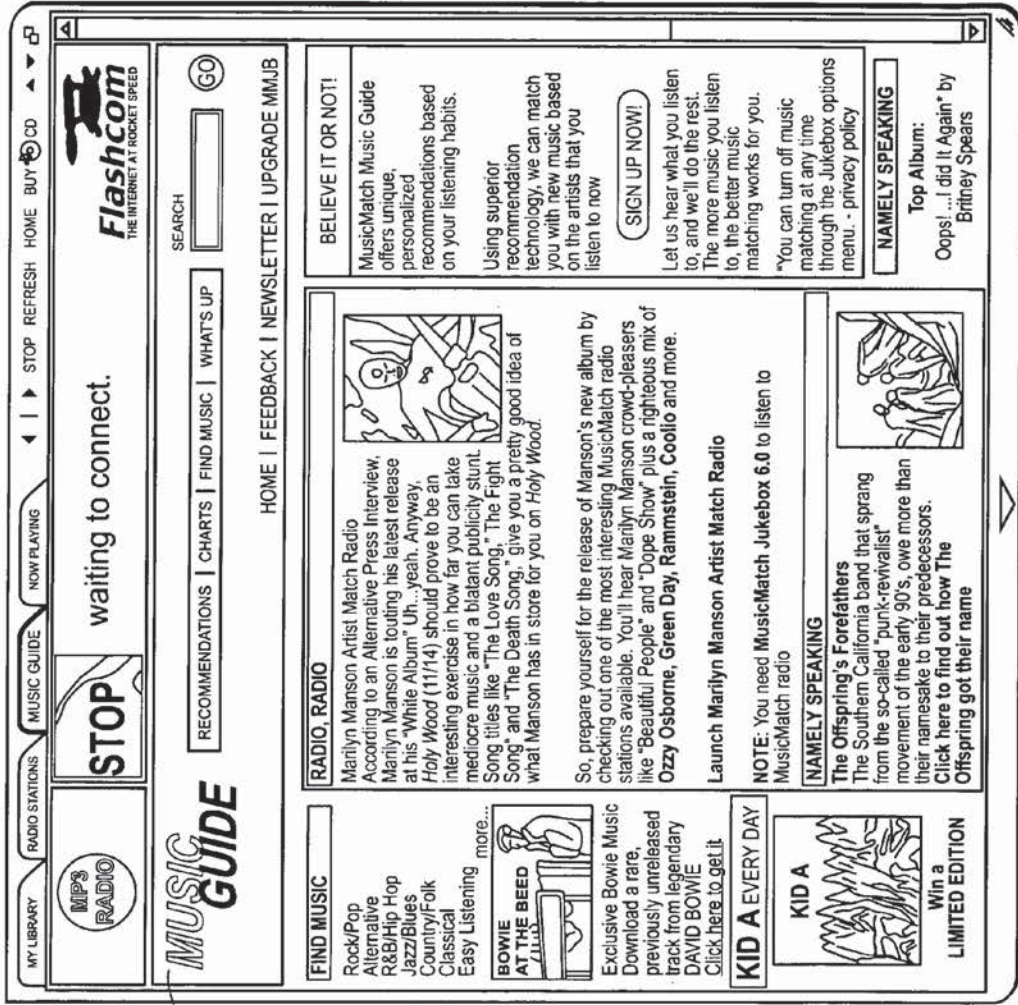 MY LIBRARY
RADIO STATIONS
MUSIC GUIDE
NOW PLAYING
STOP REFRESH HOME BUY CD
MP3
RADIO
STOP
waiting to connect.
Flashcom
THE INTERNET AT ROCKET SPEED
MUSIC
GUIDE
RECOMMENDATIONS | CHARTS | FIND MUSIC | WHAT'S UP
SEARCH
GO
HOME | FEEDBACK | NEWSLETTER | UPGRADE MMJB
FIND MUSIC
Rock/Pop
Alternative
R&B/Hip Hop
Jazz/Blues
Country/Folk
Classical
Easy Listening
more...
BOWIE
AT THE BEED
Exclusive Bowie Music
Download a rare,
previously unreleased
track from legendary
DAVID BOWIE
Click here to get it
KID A EVERY DAY
KID A
Win a
LIMITED EDITION
RADIO, RADIO
Marilyn Manson Artist Match Radio
According to an Alternative Press Interview,
Marilyn Manson is touting his latest release
at his "White Album" Uh...yeah. Anyway,
Holy Wood (11/14) should prove to be an
interesting exercise in how far you can take
mediocre music and a blatant publicity stunt.
Song titles like "The Love Song," The Fight
Song" and "The Death Song," give you a pretty good idea of
what Manson has in store for you on Holy Wood.
So, prepare yourself for the release of Manson's new album by
checking out one of the most interesting MusicMatch radio
stations available. You'll hear Marilyn Manson crowd-pleasers
like "Beautiful People" and "Dope Show" plus a righteous mix of
Ozzy Osborne, Green Day, Rammstein, Coolio and more.
Launch Marilyn Manson Artist Match Radio
NOTE: You need MusicMatch Jukebox 6.0 to listen to
MusicMatch radio
NAMELY SPEAKING
The Offspring's Forefathers
The Southern California band that sprang
from the so-called "punk-revivalist"
movement of the early 90's, owe more than
their namesake to their predecessors.
Click here to find out how The
Offspring got their name
BELIEVE IT OR NOT!
MusicMatch Music Guide
offers unique,
personalized
recommendations based
on your listening habits.
Using superior
recommendation
technology, we can match
you with new music based
on the artists that you
listen to now
SIGN UP NOW!
Let us hear what you listen
to, and we'll do the rest.
The more music you listen
to, the better music
matching works for you.
"You can turn off music
matching at any time
through the Jukebox options
menu. - privacy policy
NAMELY SPEAKING
Top Album:
Oops! ...I did It Again" by
Britney Spears